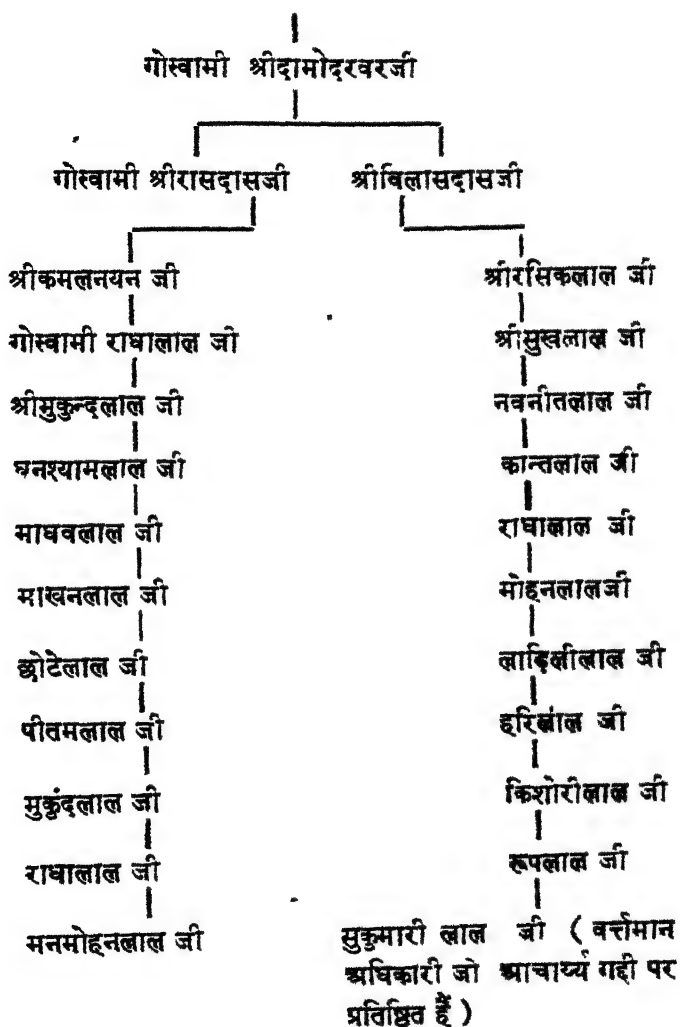 गोस्वामी श्रीदामोदरवरजी
गोस्वामी श्रीरासदासजी श्रीविलासदासजी
श्रीकमलनयन जी श्रीरसिकलाल जी
गोस्वामी राधालाल जी श्रीसुखलाल जी
श्रीमुकुन्दलाल जी नवनीतलाल जी
घनश्यामलाल जी कान्तलाल जी
माधवलाल जी राधालाल जी
माखनलाल जी मोहनलालजी
छोटेलाल जी लाड़िलीलाल जी
पीतमलाल जी हरिलाल जी
मुकुंदलाल जी किशोरीलाल जी
राधालाल जी रूपलाल जी
मनमोहनलाल जी सुकुमारी लाल जी ( वर्त्तमान
अधिकारी जो आचार्य्य गद्दी पर
प्रतिष्ठित हैं )